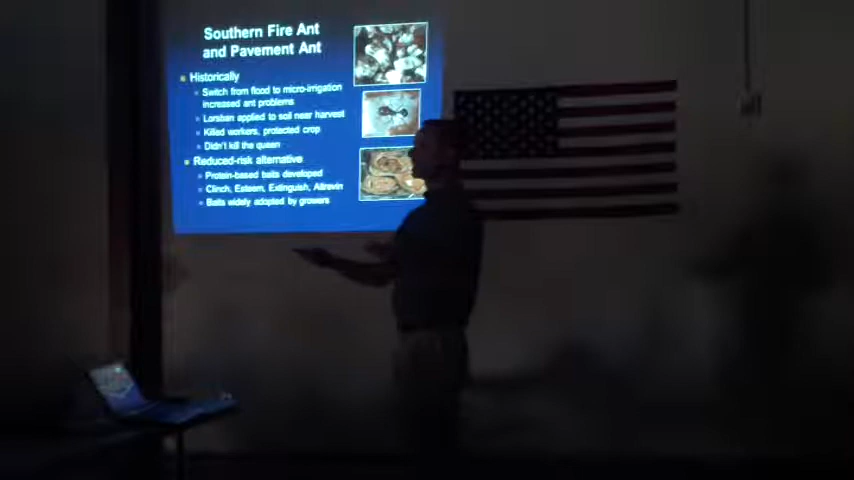 Southern Fire Ant
and Pavement Ant
Historically
Switch from flood to micro-irrigation
increased ant problems
Lorsban applied to soil near harvest
Killed workers, protected crop
Didn't kill the queen
Reduced-risk alternative
Protein-based baits developed
Clinch, Esteem, Extinguish, Altrevin
Baits widely adopted by growers